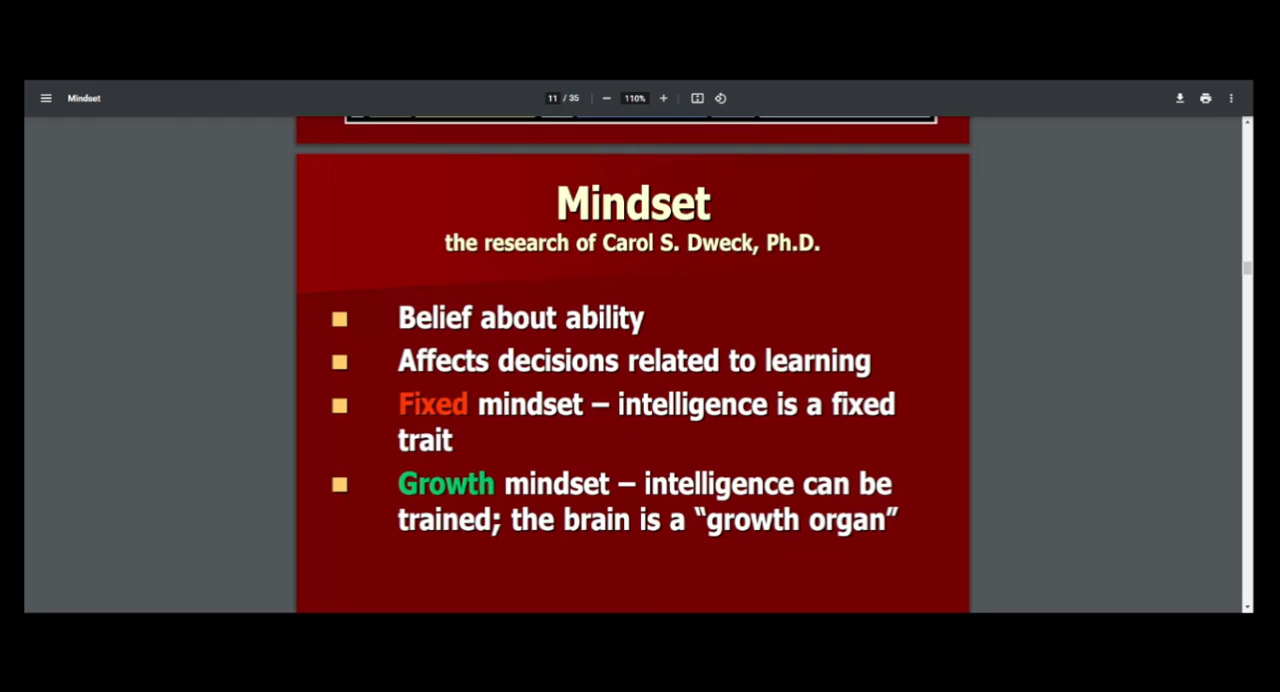 Mindset
11 / 35
110%
Mindset
the research of Carol S. Dweck, Ph.D.
Belief about ability
Affects decisions related to learning
Fixed mindset – intelligence is a fixed
trait
Growth mindset – intelligence can be
trained; the brain is a “growth organ”